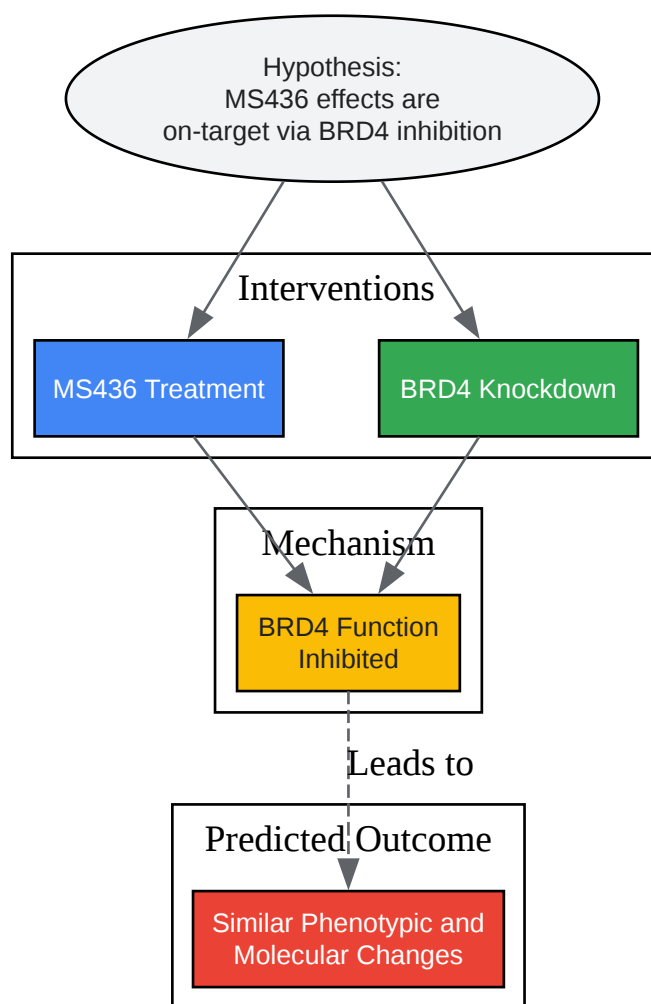 Hypothesis:
MS436 effects are
on-target via BRD4 inhibition
Interventions
MS436 Treatment
BRD4 Knockdown
Mechanism
BRD4 Function
Inhibited
Leads to
Predicted Outcome
Similar Phenotypic and
Molecular Changes